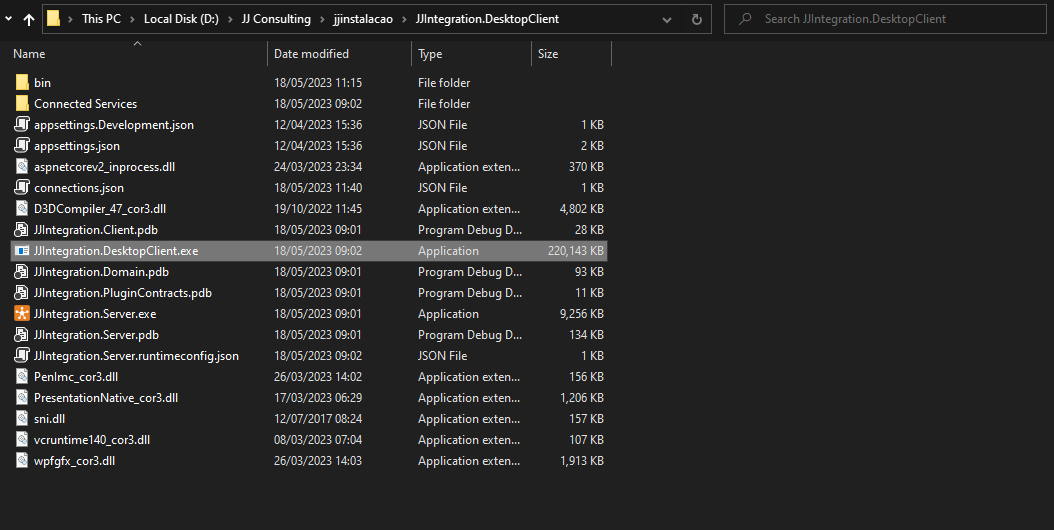 This PC > Local Disk (D:) > JJ Consulting > jjinstalacao > JJIntegration.DesktopClient Search JJIntegration.DesktopClient
Name Date modified Type Size
bin 18/05/2023 11:15 File folder
Connected Services 18/05/2023 09:02 File folder
appsettings.Development.json 12/04/2023 15:36 JSON File 1 KB
appsettings.json 12/04/2023 15:36 JSON File 2 KB
aspnetcorev2_inprocess.dll 24/03/2023 23:34 Application exten... 370 KB
connections.json 18/05/2023 11:40 JSON File 1 KB
D3DCompiler_47_cor3.dll 19/10/2022 11:45 Application exten... 4,802 KB
JJIntegration.Client.pdb 18/05/2023 09:01 Program Debug D... 28 KB
JJIntegration.DesktopClient.exe 18/05/2023 09:02 Application 220,143 KB
JJIntegration.Domain.pdb 18/05/2023 09:01 Program Debug D... 93 KB
JJIntegration.PluginContracts.pdb 18/05/2023 09:01 Program Debug D... 11 KB
JJIntegration.Server.exe 18/05/2023 09:01 Application 9,256 KB
JJIntegration.Server.pdb 18/05/2023 09:01 Program Debug D... 134 KB
JJIntegration.Server.runtimeconfig.json 18/05/2023 09:02 JSON File 1 KB
PenImc_cor3.dll 26/03/2023 14:02 Application exten... 156 KB
PresentationNative_cor3.dll 17/03/2023 06:29 Application exten... 1,206 KB
sni.dll 12/07/2017 08:24 Application exten... 157 KB
vcruntime140_cor3.dll 08/03/2023 07:04 Application exten... 107 KB
wpfgfx_cor3.dll 26/03/2023 14:03 Application exten... 1,913 KB